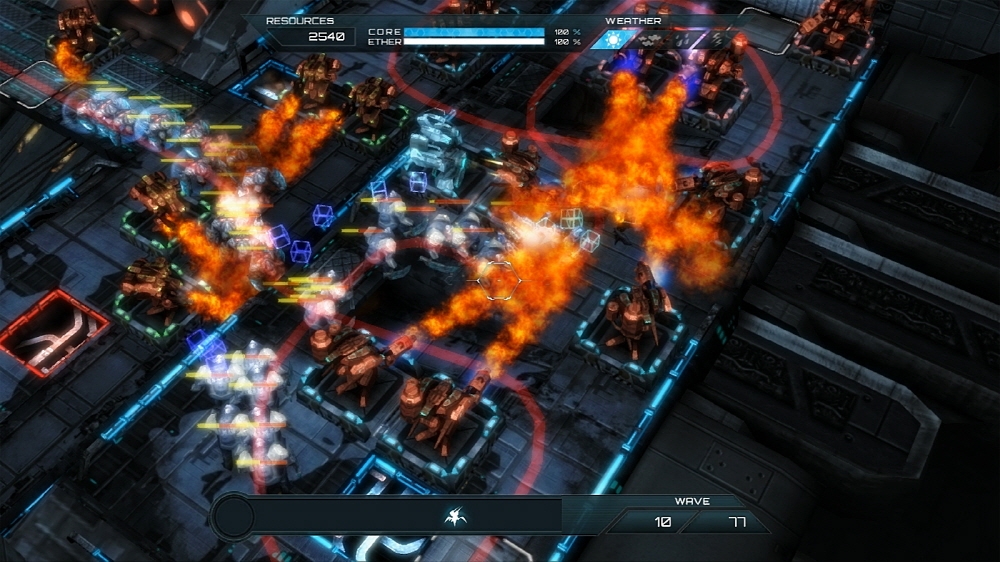 RESOURCES
2540
CORE 100 %
ETHER 100 %
WEATHER
WAVE
10 77